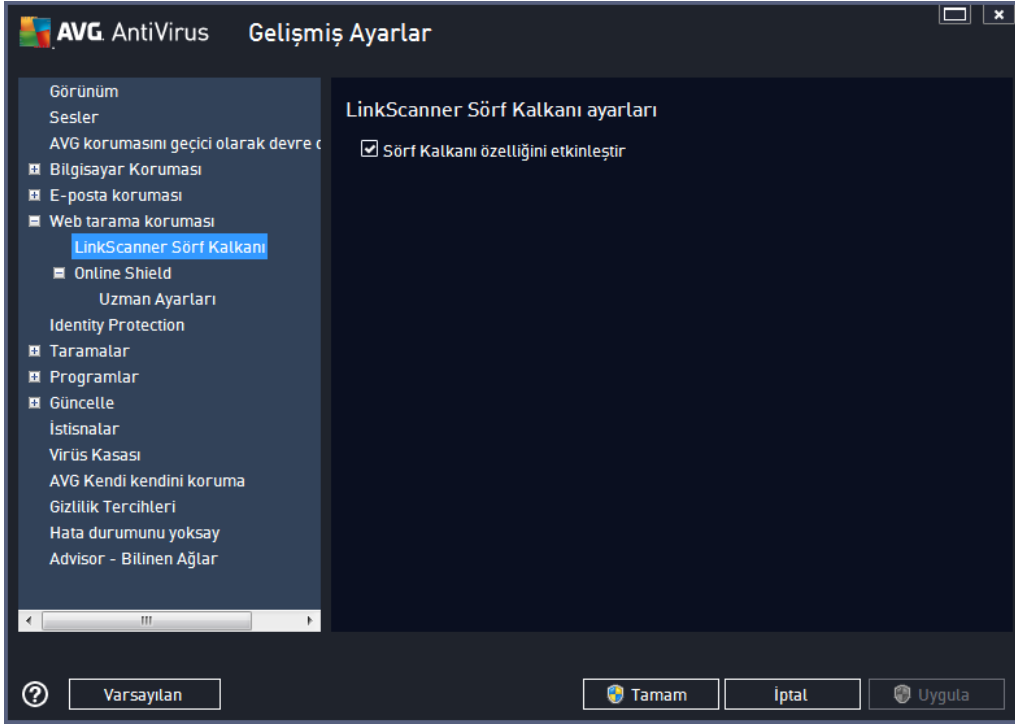 AVG AntiVirus Gelişmiş Ayarlar
Görünüm
Sesler
AVG korumasını geçici olarak devre
Bilgisayar Koruması
E-posta koruması
Web tarama koruması
LinkScanner Sörf Kalkanı
Online Shield
Uzman Ayarları
Identity Protection
Taramalar
Programlar
Güncelle
İstisnalar
Virüs Kasası
AVG Kendi kendini koruma
Gizlilik Tercihleri
Hata durumunu yoksay
Advisor - Bilinen Ağlar
LinkScanner Sörf Kalkanı ayarları
Sörf Kalkanı özelliğini etkinleştir
Varsayılan
Tamam
İptal
Uygula